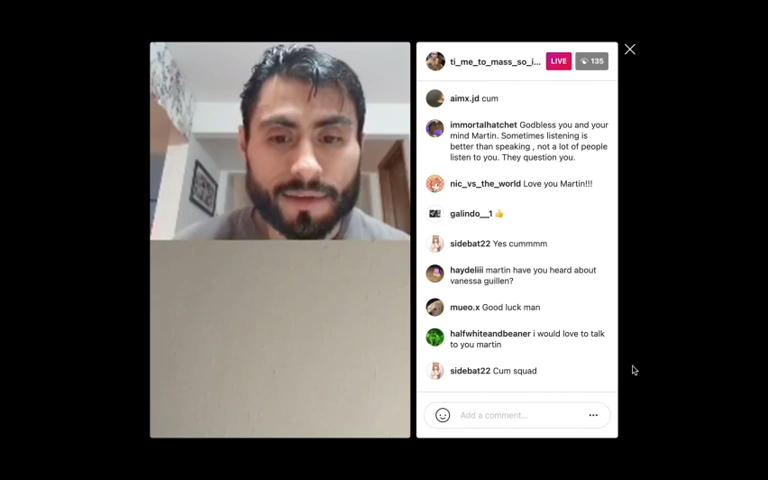 ti_me_to_mass_so_i...
LIVE
135
aimx.jd cum
immortalhatchet Godbless you and your
mind Martin. Sometimes listening is
better than speaking , not a lot of people
listen to you. They question you.
nic_vs_the_world Love you Martin!!!
galindo__1 👍
sidebat22 Yes cummmm
haydeliii martin have you heard about
vanessa guillen?
mueo.x Good luck man
halfwhiteandbeaner i would love to talk
to you martin
sidebat22 Cum squad
Add a comment...